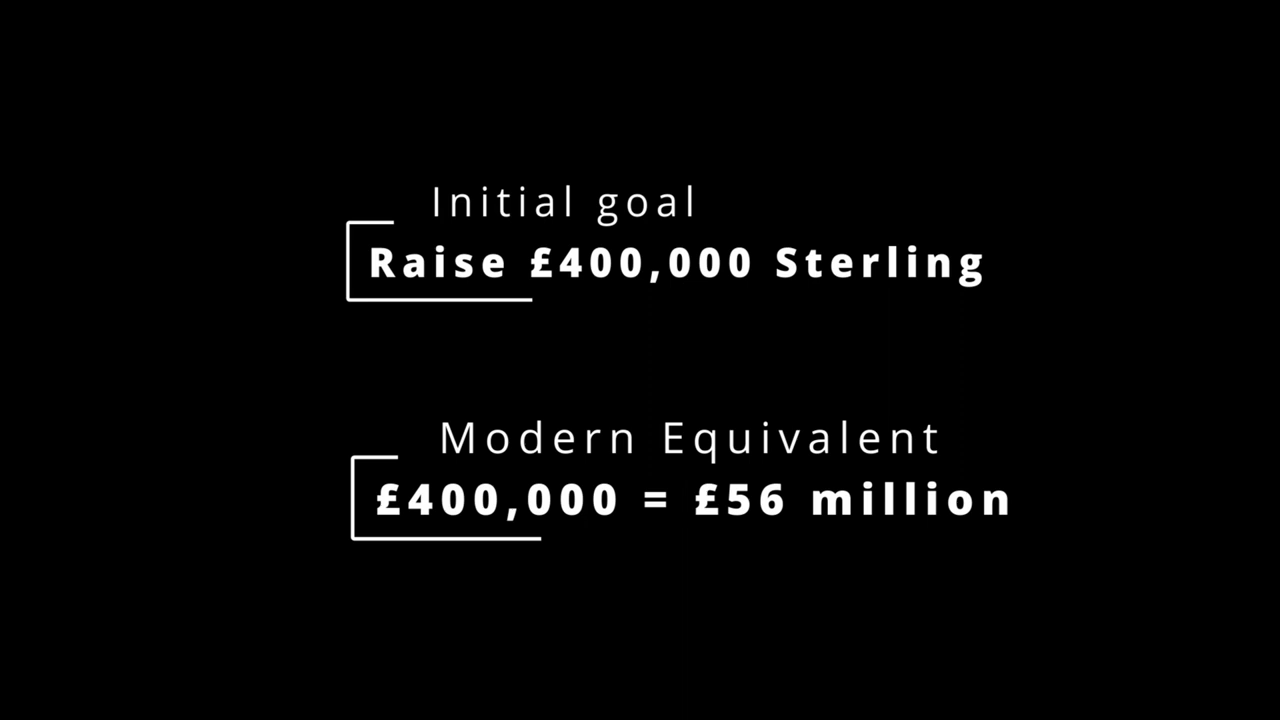 Initial goal
Raise £400,000 Sterling
Modern Equivalent
£400,000 = £56 million